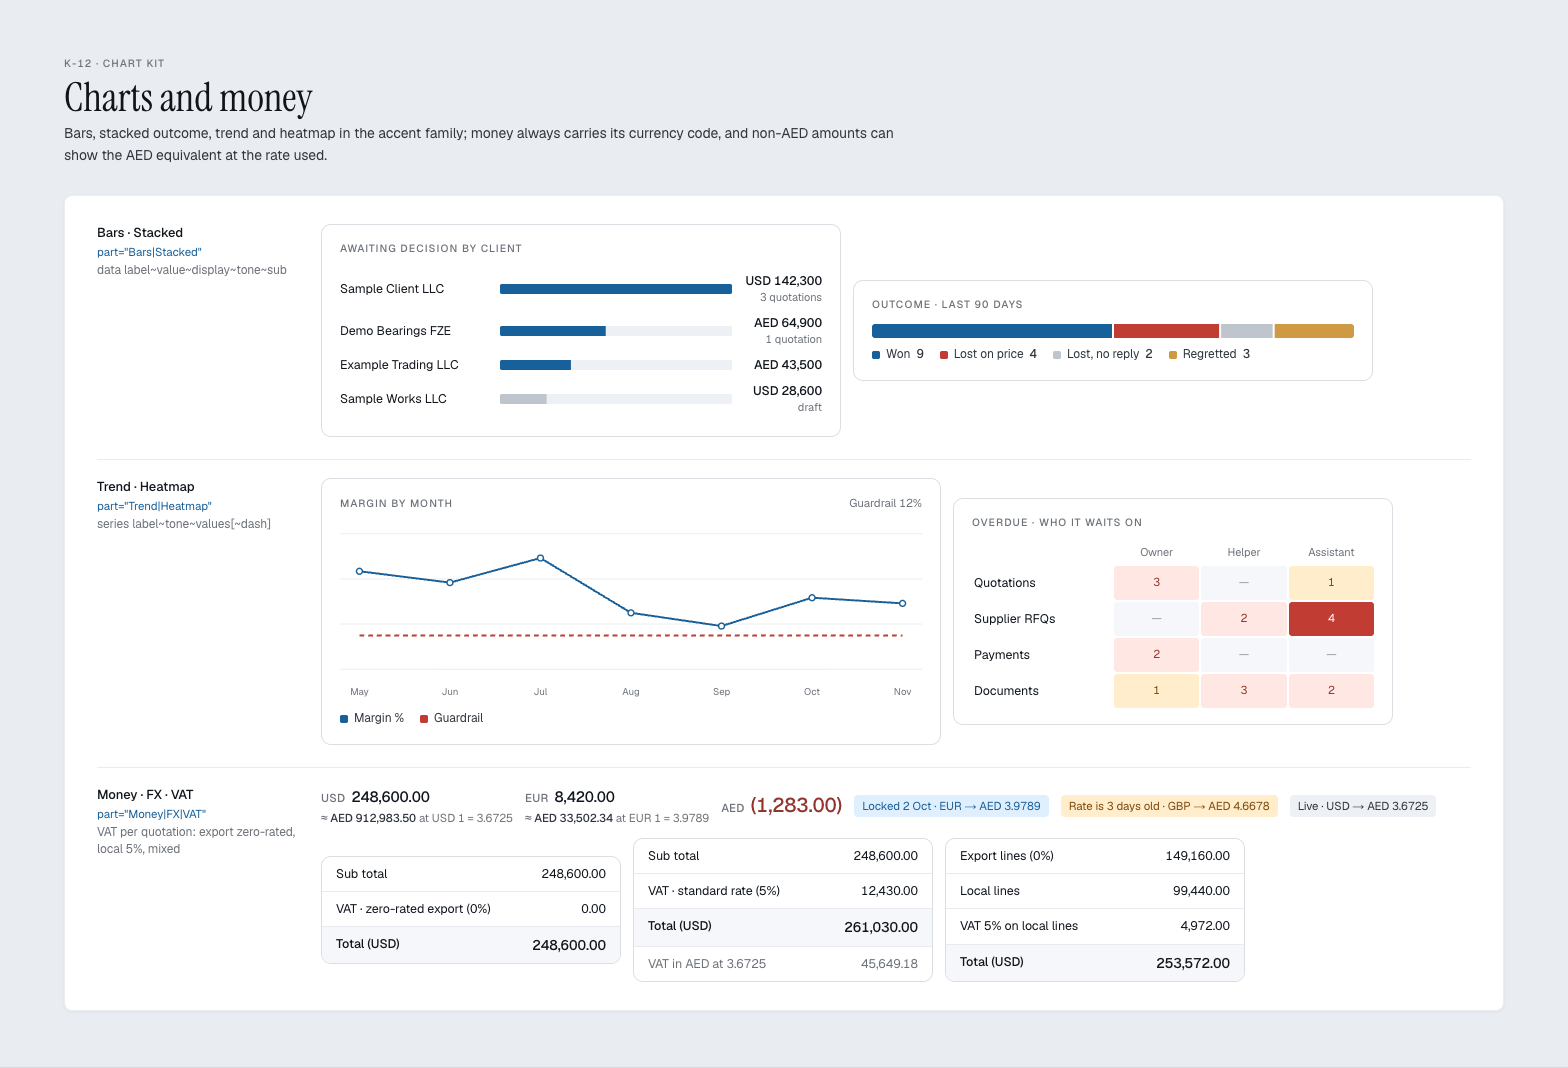 K-12 · CHART KIT
Charts and money
Bars, stacked outcome, trend and heatmap in the accent family; money always carries its currency code, and non-AED amounts can
show the AED equivalent at the rate used.
Bars · Stacked
part="Bars|Stacked"
data label~value~display~tone~sub
AWAITING DECISION BY CLIENT
Sample Client LLC
USD 142,300
3 quotations
Demo Bearings FZE
AED 64,900
1 quotation
Example Trading LLC
AED 43,500
Sample Works LLC
USD 28,600
draft
OUTCOME · LAST 90 DAYS
Won 9 Lost on price 4 Lost, no reply 2 Regretted 3
Trend · Heatmap
part="Trend|Heatmap"
series label~tone~values[~dash]
MARGIN BY MONTH Guardrail 12%
May Jun Jul Aug Sep Oct Nov
Margin % Guardrail
OVERDUE · WHO IT WAITS ON
Owner Helper Assistant
Quotations 3 — 1
Supplier RFQs — 2 4
Payments 2 — —
Documents 1 3 2
Money · FX · VAT
part="Money|FX|VAT"
VAT per quotation: export zero-rated,
local 5%, mixed
USD 248,600.00
≈ AED 912,983.50 at USD 1 = 3.6725
EUR 8,420.00
≈ AED 33,502.34 at EUR 1 = 3.9789
AED (1,283.00)
Locked 2 Oct · EUR → AED 3.9789
Rate is 3 days old · GBP → AED 4.6678
Live · USD → AED 3.6725
Sub total 248,600.00
VAT · zero-rated export (0%) 0.00
Total (USD) 248,600.00
Sub total 248,600.00
VAT · standard rate (5%) 12,430.00
Total (USD) 261,030.00
VAT in AED at 3.6725 45,649.18
Export lines (0%) 149,160.00
Local lines 99,440.00
VAT 5% on local lines 4,972.00
Total (USD) 253,572.00